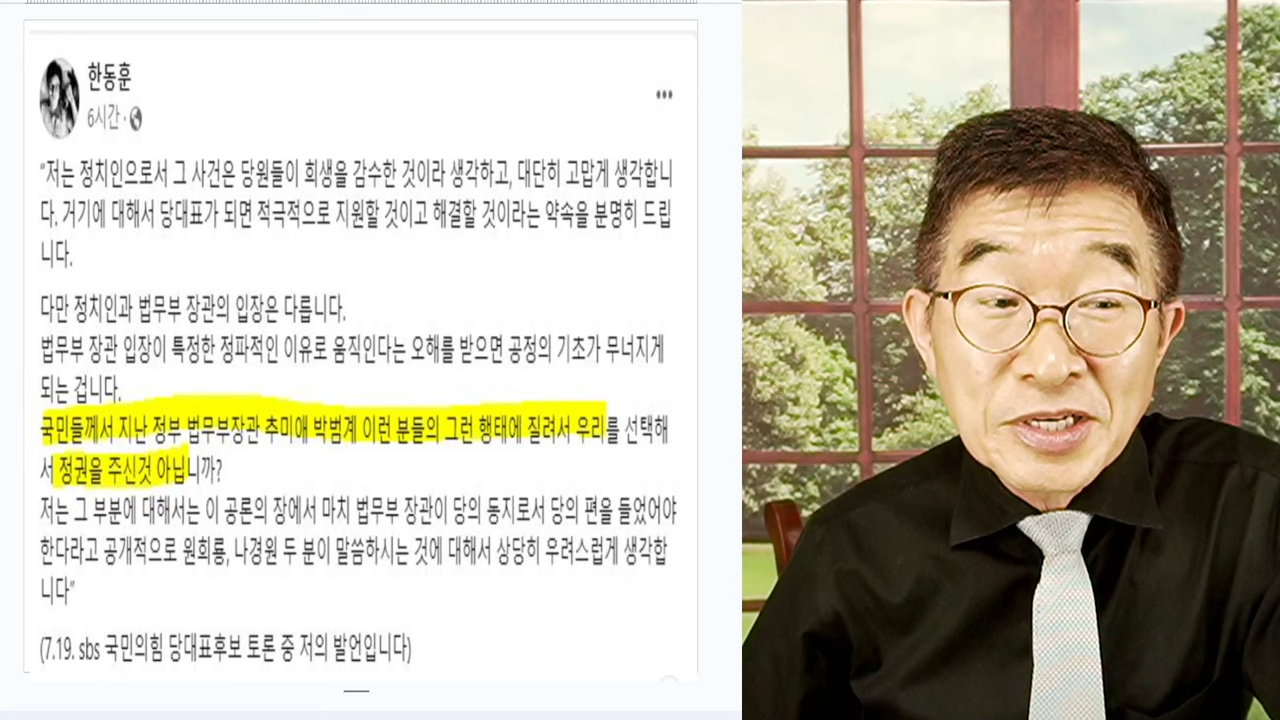 한동훈
6시간 ·
“저는 정치인으로서 그 사건은 당원들이 희생을 감수한 것이라 생각하고, 대단히 고맙게 생각합니
다. 거기에 대해서 당대표가 되면 적극적으로 지원할 것이고 해결할 것이라는 약속을 분명히 드립
니다.
다만 정치인과 법무부 장관의 입장은 다릅니다.
법무부 장관 입장이 특정한 정파적인 이유로 움직인다는 오해를 받으면 공정의 기초가 무너지게
되는 겁니다.
국민들께서 지난 정부 법무부장관 추미애 박범계 이런 분들의 그런 행태에 질려서 우리를 선택해
서 정권을 주신것 아닙니까?
저는 그 부분에 대해서는 이 공론의 장에서 마치 법무부 장관이 당의 동지로서 당의 편을 들었어야
한다라고 공개적으로 원희룡, 나경원 두 분이 말씀하시는 것에 대해서 상당히 우려스럽게 생각합
니다”
(7.19. sbs 국민의힘 당대표후보 토론 중 저의 발언입니다)